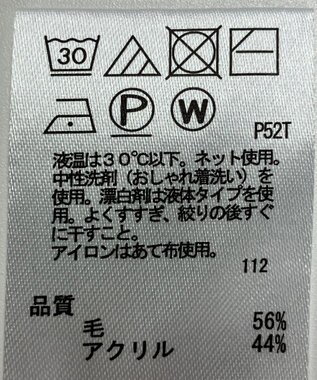 30
P W
P52T
液温は30℃以下。ネット使用。
中性洗剤(おしゃれ着洗い)を
使用。漂白剤は液体タイプを使
用。よくすすぎ、絞りの後すぐ
に干すこと。
アイロンはあて布使用。
112
品質
毛 56%
アクリル 44%